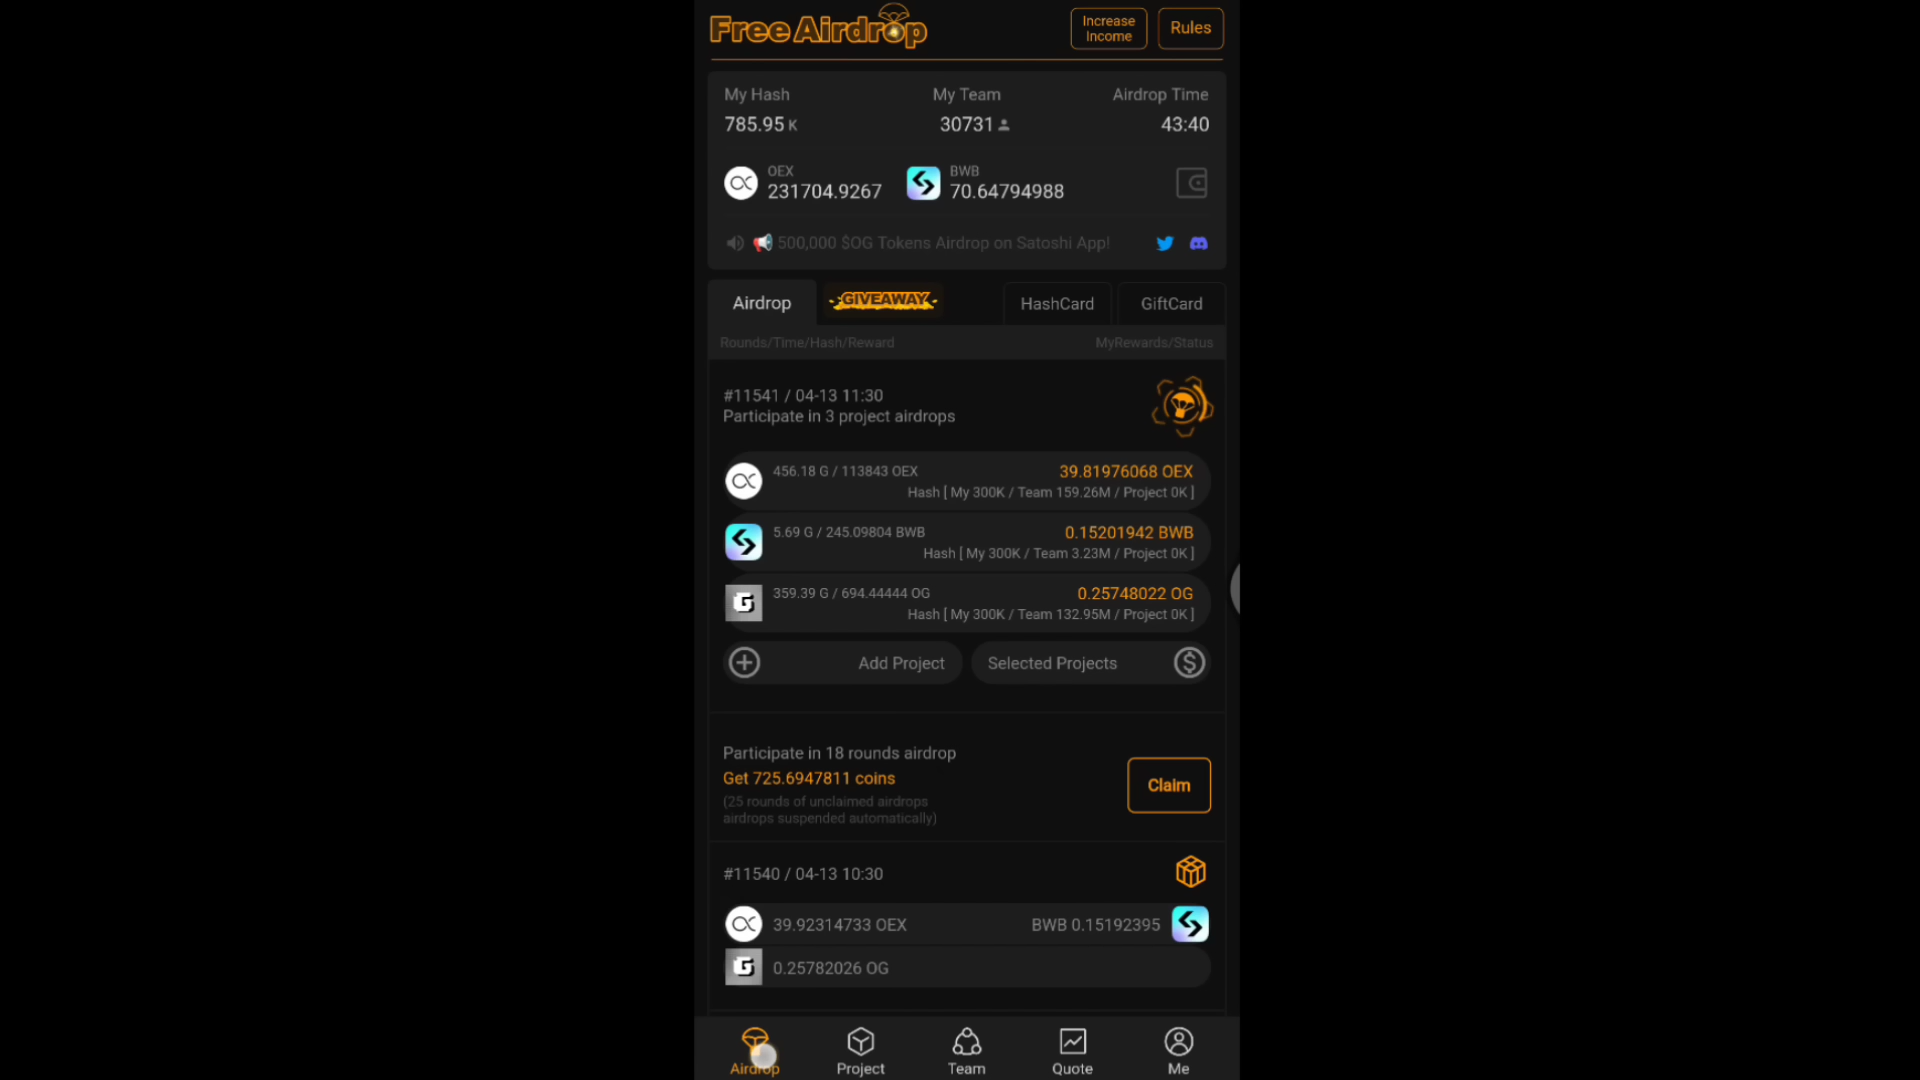 Free Airdrop
Increase
Income
Rules
My Hash
My Team
Airdrop Time
785.95 K
30731
43:40
OEX
231704.9267
BWB
70.64794988
500,000 $OG Tokens Airdrop on Satoshi App!
Airdrop
GIVEAWAY
HashCard
GiftCard
Rounds/Time/Hash/Reward
MyRewards/Status
#11541 / 04-13 11:30
Participate in 3 project airdrops
456.18 G / 113843 OEX
39.81976068 OEX
Hash [ My 300K / Team 159.26M / Project 0K ]
5.69 G / 245.09804 BWB
0.15201942 BWB
Hash [ My 300K / Team 3.23M / Project 0K ]
359.39 G / 694.44444 OG
0.25748022 OG
Hash [ My 300K / Team 132.95M / Project 0K ]
Add Project
Selected Projects
Participate in 18 rounds airdrop
Get 725.6947811 coins
(25 rounds of unclaimed airdrops
airdrops suspended automatically)
Claim
#11540 / 04-13 10:30
39.92314733 OEX
BWB 0.15192395
0.25782026 OG
Airdrop
Project
Team
Quote
Me